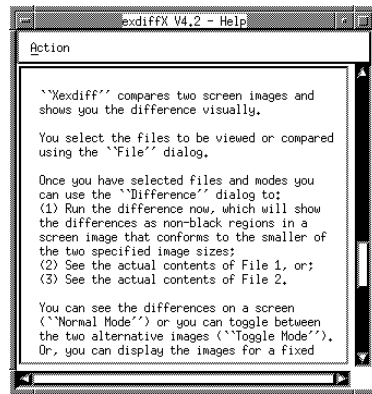 exdiffX V4.2 - Help
Action
``Xexdiff´´ compares two screen images and
shows you the difference visually.
You select the files to be viewed or compared
using the ``File´´ dialog.
Once you have selected files and modes you
can use the ``Difference´´ dialog to:
(1) Run the difference now, which will show
the differences as non-black regions in a
screen image that conforms to the smaller of
the two specified image sizes;
(2) See the actual contents of File 1, or;
(3) See the actual contents of File 2.
You can see the differences on a screen
(``Normal Mode´´) or you can toggle between
the two alternative images (``Toggle Mode´´).
Or, you can display the images for a fixed